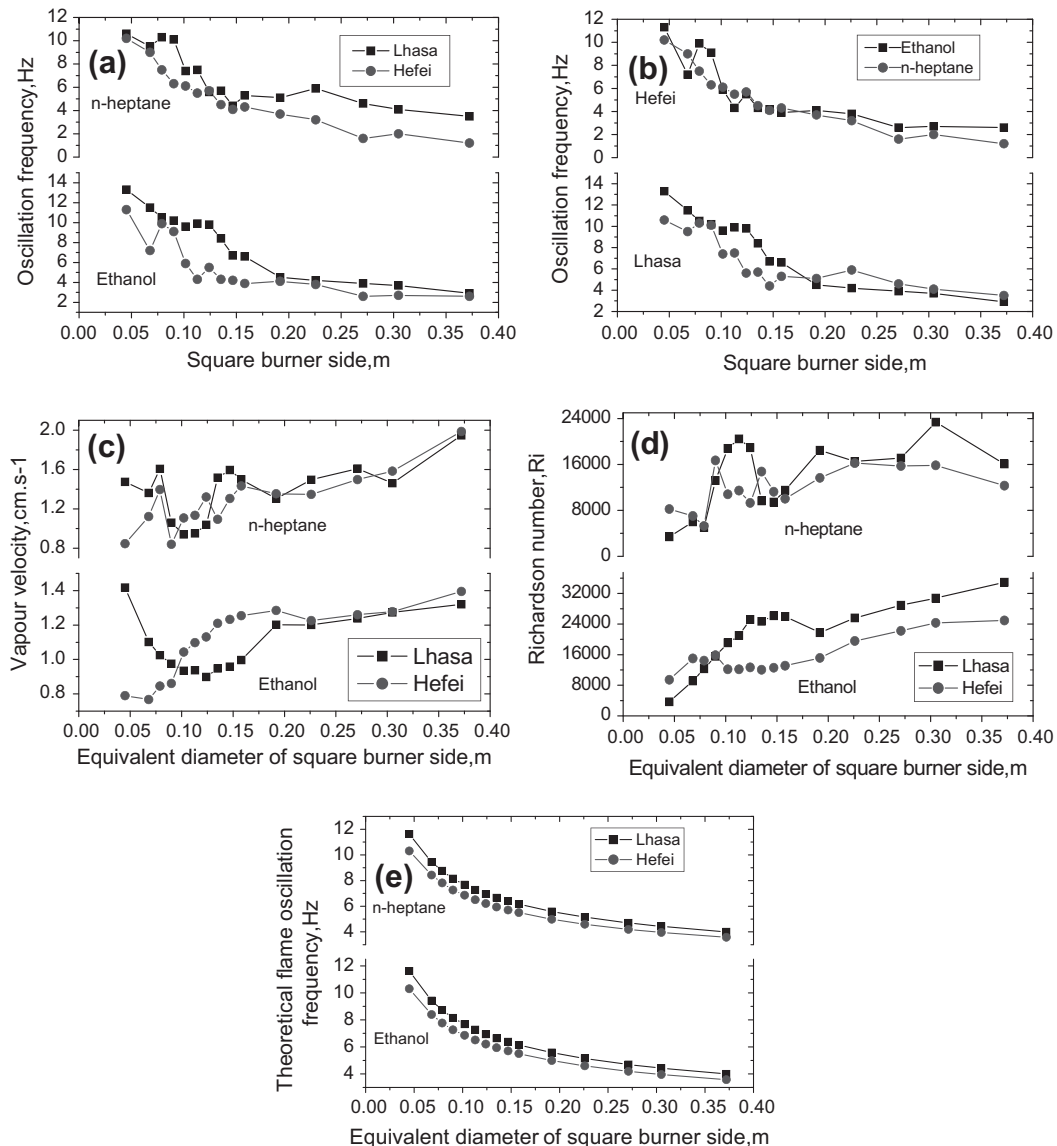 12
10
8
6
4
2
0
14
12
10
8
6
4
2
Oscillation frequency,Hz
(a)
n-heptane
Lhasa
Hefei
Ethanol
0.00 0.05 0.10 0.15 0.20 0.25 0.30 0.35 0.40
Square burner side,m
12
10
8
6
4
2
0
14
12
10
8
6
4
2
Oscillation frequency,Hz
(b)
Hefei
Ethanol
n-heptane
Lhasa
0.00 0.05 0.10 0.15 0.20 0.25 0.30 0.35 0.40
Square burner side,m
2.0
1.6
1.2
0.8
1.4
1.2
1.0
0.8
Vapour velocity,cm.s-1
(c)
n-heptane
Ethanol
Lhasa
Hefei
0.00 0.05 0.10 0.15 0.20 0.25 0.30 0.35 0.40
Equivalent diameter of square burner side,m
24000
16000
8000
0
32000
24000
16000
8000
0
Richardson number,Ri
(d)
n-heptane
Ethanol
Lhasa
Hefei
0.00 0.05 0.10 0.15 0.20 0.25 0.30 0.35 0.40
Equivalent diameter of square burner side,m
12
10
8
6
4
12
10
8
6
4
Theoretical flame oscillation
frequency,Hz
(e)
n-heptane
Lhasa
Hefei
Ethanol
0.00 0.05 0.10 0.15 0.20 0.25 0.30 0.35 0.40
Equivalent diameter of square burner side,m